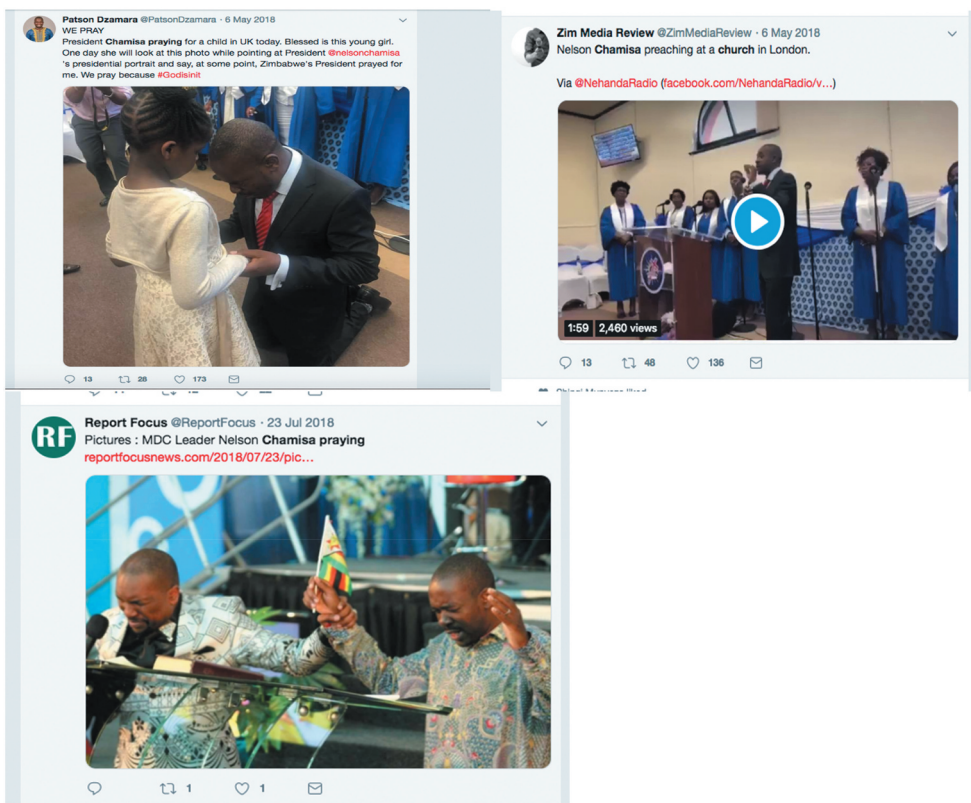 Patson Dzamara @PatsonDzamara · 6 May 2018
WE PRAY
President Chamisa praying for a child in UK today. Blessed is this young girl.
One day she will look at this photo while pointing at President @nelsonchamisa
's presidential portrait and say, at some point, Zimbabwe's President prayed for
me. We pray because #Godisinit
13 28 173
Zim Media Review @ZimMediaReview · 6 May 2018
Nelson Chamisa preaching at a church in London.
Via @NehandaRadio (facebook.com/NehandaRadio/v...)
1:59 2,460 views
13 48 136
RF
Report Focus @ReportFocus · 23 Jul 2018
Pictures : MDC Leader Nelson Chamisa praying
reportfocusnews.com/2018/07/23/pic...
1 1